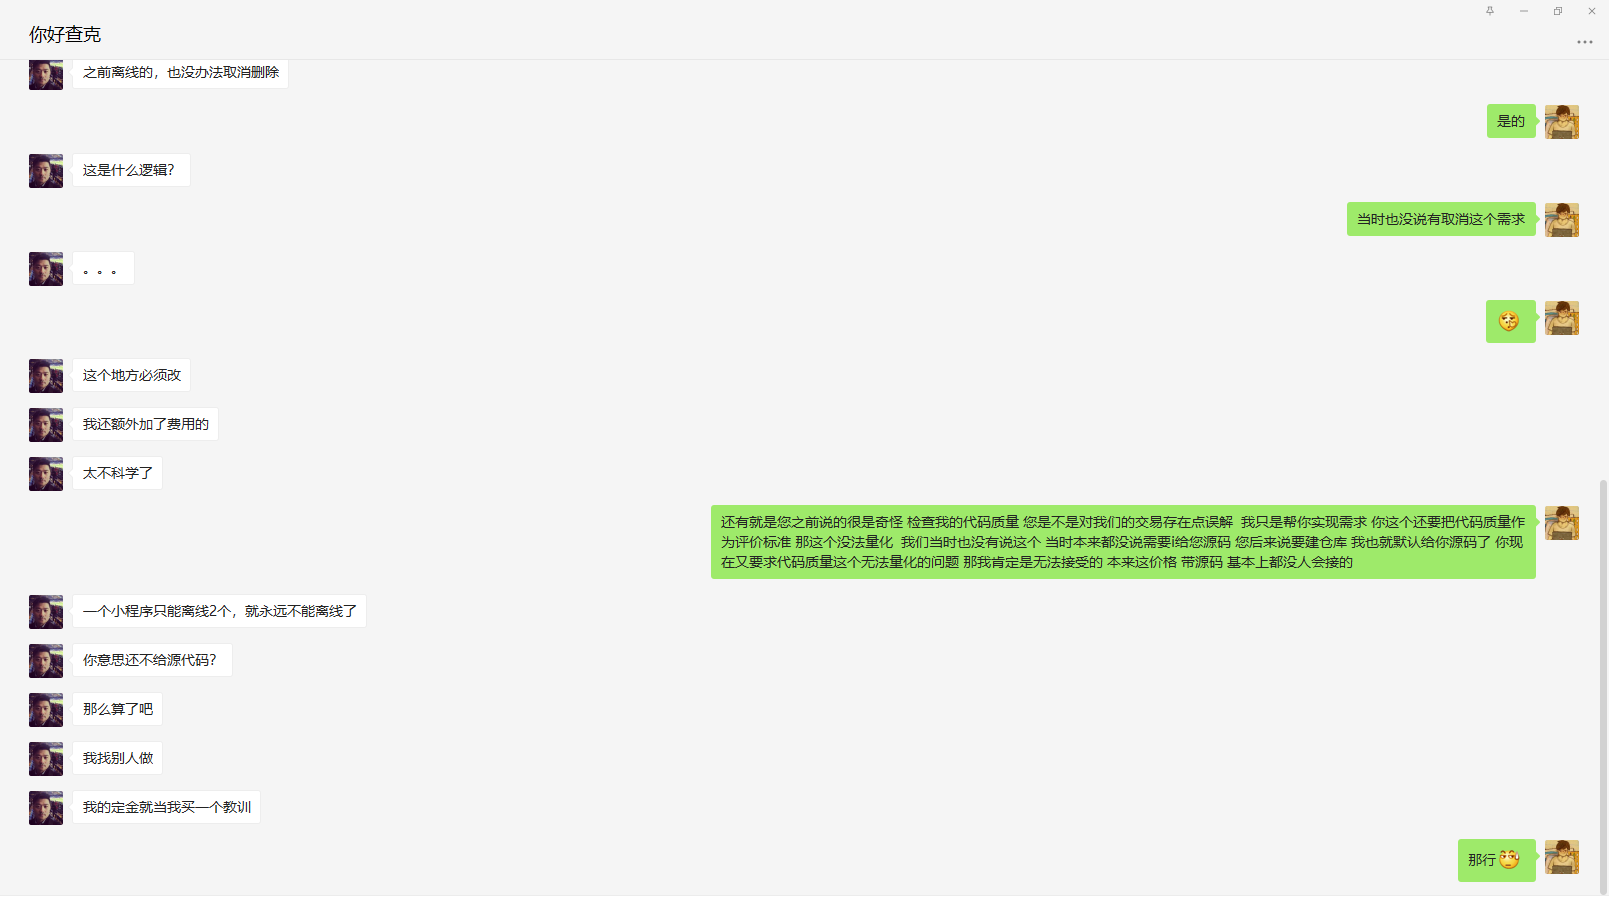 你好查克
之前离线的，也没办法取消删除
是的
这是什么逻辑？
当时也没说有取消这个需求
。。。
这个地方必须改
我还额外加了费用的
太不科学了
还有就是您之前说的很是奇怪 检查我的代码质量 您是不是对我们的交易存在点误解  我只是帮你实现需求 你这个还要把代码质量作
为评价标准 那这个没法量化  我们当时也没有说这个 当时本来都没说需要i给您源码 您后来说要建仓库 我也就默认给你源码了 你现
在又要求代码质量这个无法量化的问题 那我肯定是无法接受的 本来这价格 带源码 基本上都没人会接的
一个小程序只能离线2个，就永远不能离线了
你意思还不给源代码？
那么算了吧
我找别人做
我的定金就当我买一个教训
那行